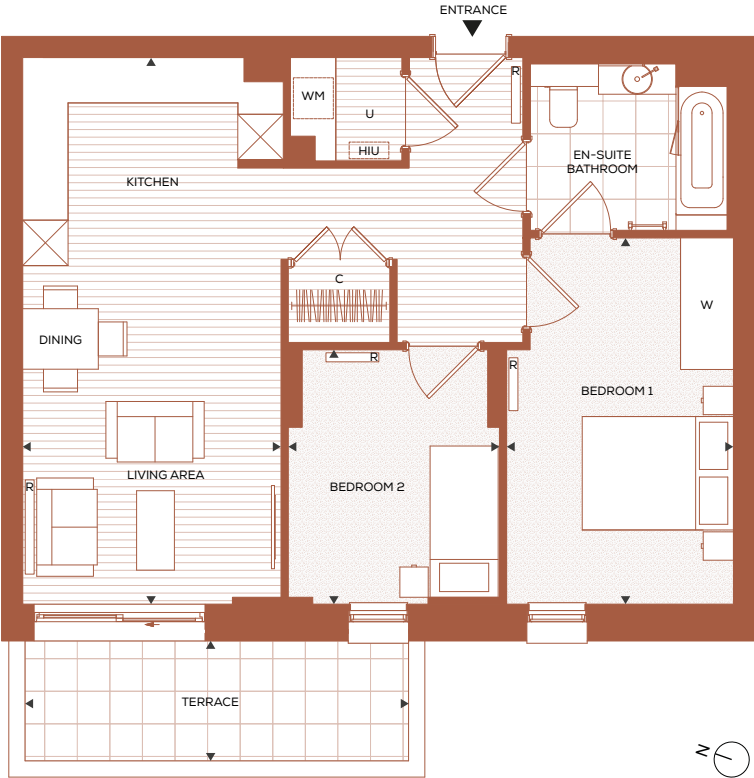 ENTRANCE
R
WM
U
HIU
EN-SUITE
BATHROOM
KITCHEN
C
W
DINING
R
R
BEDROOM 1
LIVING AREA
R
BEDROOM 2
TERRACE
N